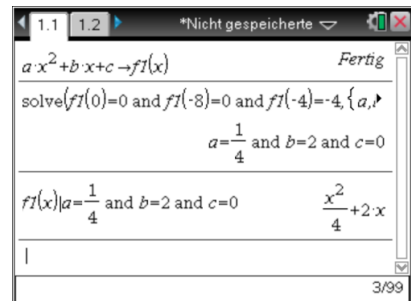 1.1 1.2 *Nicht gespeicherte
a·x²+b·x+c→f1(x) Fertig
solve(f1(0)=0 and f1(-8)=0 and f1(-4)=-4,{a,
a=1/4 and b=2 and c=0
f1(x)|a=1/4 and b=2 and c=0 x²/4+2·x
3/99